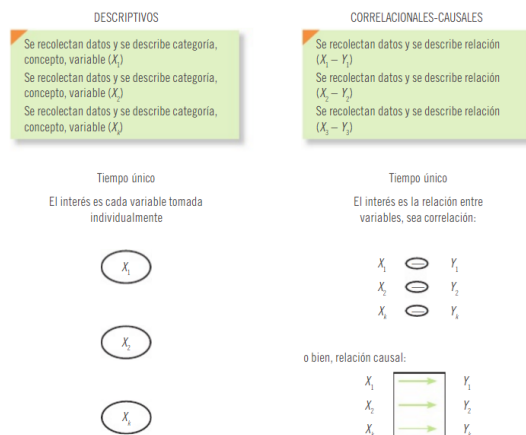 DESCRIPTIVOS
Se recolectan datos y se describe categoría,
concepto, variable (X₁)
Se recolectan datos y se describe categoría,
concepto, variable (X₂)
Se recolectan datos y se describe categoría,
concepto, variable (Xₖ)
Tiempo único
El interés es cada variable tomada
individualmente
X₁
X₂
Xₖ
CORRELACIONALES-CAUSALES
Se recolectan datos y se describe relación
(X₁ – Y₁)
Se recolectan datos y se describe relación
(X₂ – Y₂)
Se recolectan datos y se describe relación
(X₃ – Y₃)
Tiempo único
El interés es la relación entre
variables, sea correlación:
X₁ Y₁
X₂ Y₂
Xₖ Yₖ
o bien, relación causal:
X₁ Y₁
X₂ Y₂
Xₖ Yₖ